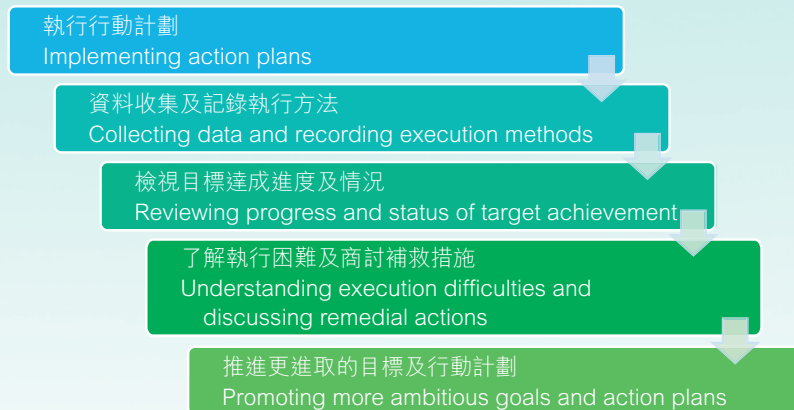 執行行動計劃
Implementing action plans
資料收集及記錄執行方法
Collecting data and recording execution methods
檢視目標達成進度及情況
Reviewing progress and status of target achievement
了解執行困難及商討補救措施
Understanding execution difficulties and
discussing remedial actions
推進更進取的目標及行動計劃
Promoting more ambitious goals and action plans